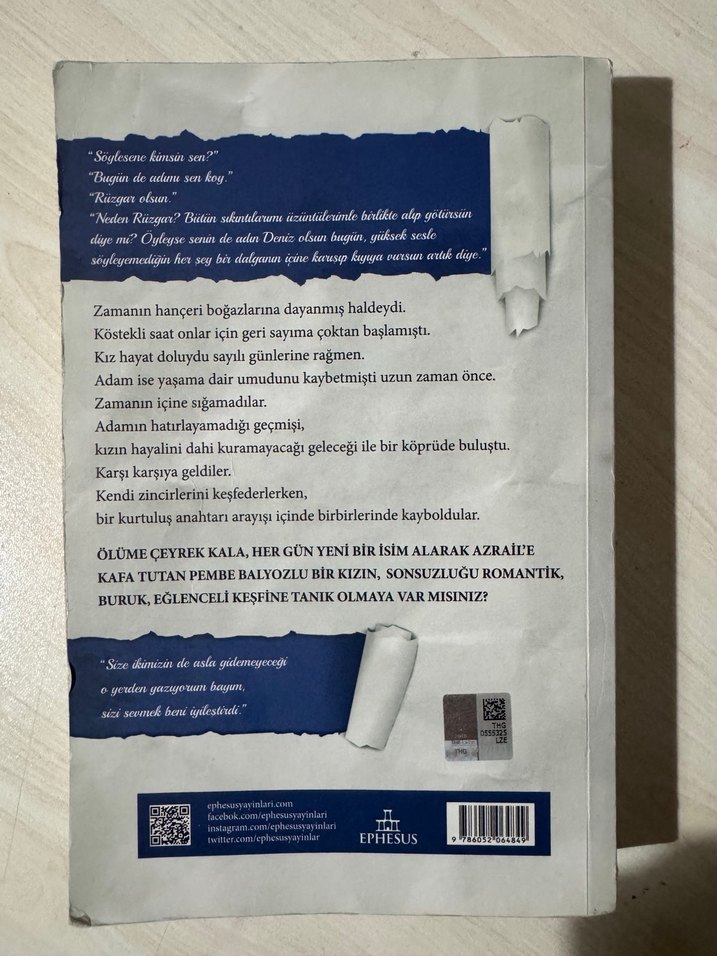 “Söylesene kimsin sen?”
“Bugün de adımı sen koy.”
“Rüzgar olsun.”
“Neden Rüzgar? Bütün sıkıntılarımı üzüntülerimle birlikte alıp götürsün
diye mi? Öyleyse senin de adın Deniz olsun bugün, yüksek sesle
söyleyemediğin her şey bir dalganın içine karışıp kıyıya vursun artık diye.”
Zamanın hançeri boğazlarına dayanmış haldeydi.
Köstekli saat onlar için geri sayıma çoktan başlamıştı.
Kız hayat doluydu sayılı günlerine rağmen.
Adam ise yaşama dair umudunu kaybetmişti uzun zaman önce.
Zamanın içine sığamadılar.
Adamın hatırlayamadığı geçmişi,
kızın hayalini dahi kuramayacağı geleceği ile bir köprüde buluştu.
Karşı karşıya geldiler.
Kendi zincirlerini keşfederlerken,
bir kurtuluş anahtarı arayışı içinde birbirlerinde kayboldular.
ÖLÜME ÇEYREK KALA, HER GÜN YENİ BİR İSİM ALARAK AZRAİL’E
KAFA TUTAN PEMBE BALYOZLU BİR KIZIN, SONSUZLUĞU ROMANTİK,
BURUK, EĞLENCELİ KEŞFİNE TANIK OLMAYA VAR MISINIZ?
“Size ikimizin de asla gidemeyeceği
o yerden yazıyorum bayım,
sizi sevmek beni iyileştirdi.”
THG
0555325
LZE
THG
ephesusyayinlari.com
facebok.com/ephesusyayinlari
instagram.com/ephesusyayinlari
twitter.com/ephesusyayinlar
EPHESUS
9 786052 064849